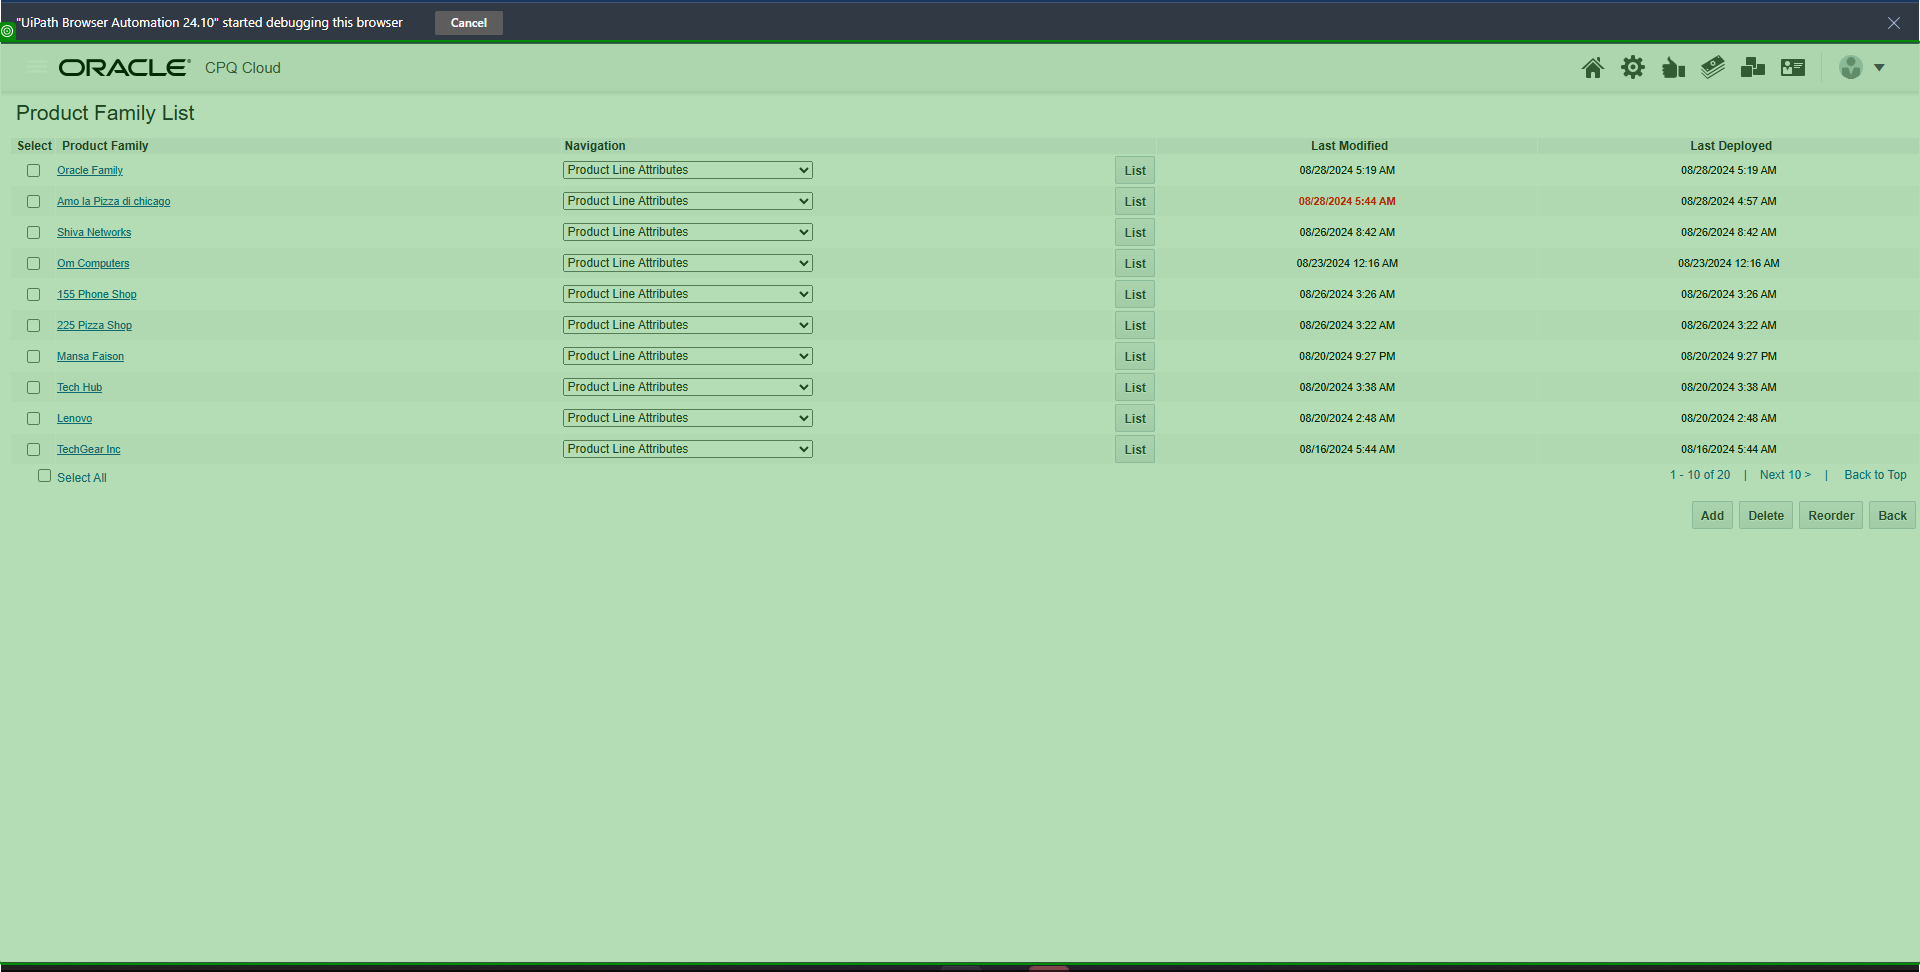 "UiPath Browser Automation 24.10" started debugging this browser Cancel
ORACLE® CPQ Cloud
Product Family List
Select Product Family Navigation Last Modified Last Deployed
Oracle Family Product Line Attributes List 08/28/2024 5:19 AM 08/28/2024 5:19 AM
Amo la Pizza di chicago Product Line Attributes List 08/28/2024 5:44 AM 08/28/2024 4:57 AM
Shiva Networks Product Line Attributes List 08/26/2024 8:42 AM 08/26/2024 8:42 AM
Om Computers Product Line Attributes List 08/23/2024 12:16 AM 08/23/2024 12:16 AM
155 Phone Shop Product Line Attributes List 08/26/2024 3:26 AM 08/26/2024 3:26 AM
225 Pizza Shop Product Line Attributes List 08/26/2024 3:22 AM 08/26/2024 3:22 AM
Mansa Faison Product Line Attributes List 08/20/2024 9:27 PM 08/20/2024 9:27 PM
Tech Hub Product Line Attributes List 08/20/2024 3:38 AM 08/20/2024 3:38 AM
Lenovo Product Line Attributes List 08/20/2024 2:48 AM 08/20/2024 2:48 AM
TechGear Inc Product Line Attributes List 08/16/2024 5:44 AM 08/16/2024 5:44 AM
Select All 1 - 10 of 20 | Next 10 > | Back to Top
Add Delete Reorder Back